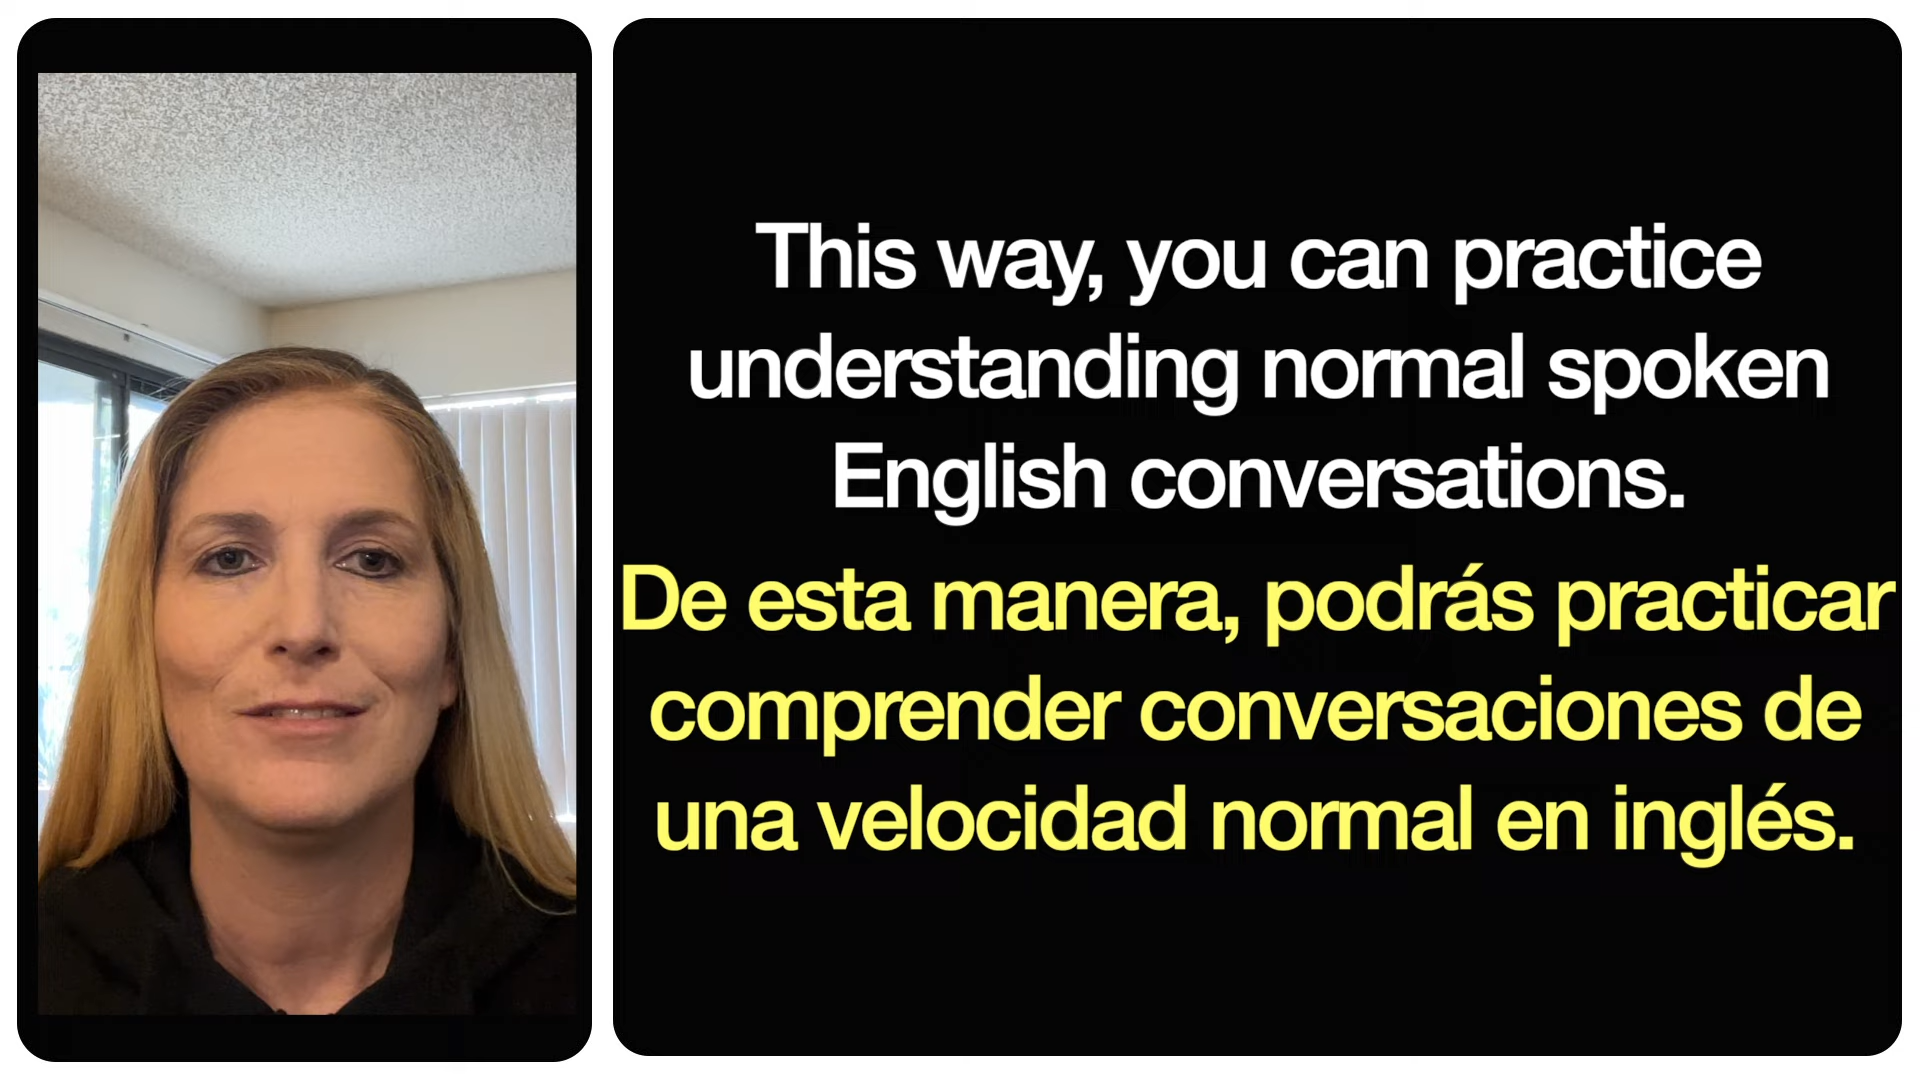 This way, you can practice
understanding normal spoken
English conversations.
De esta manera, podrás practicar
comprender conversaciones de
una velocidad normal en inglés.